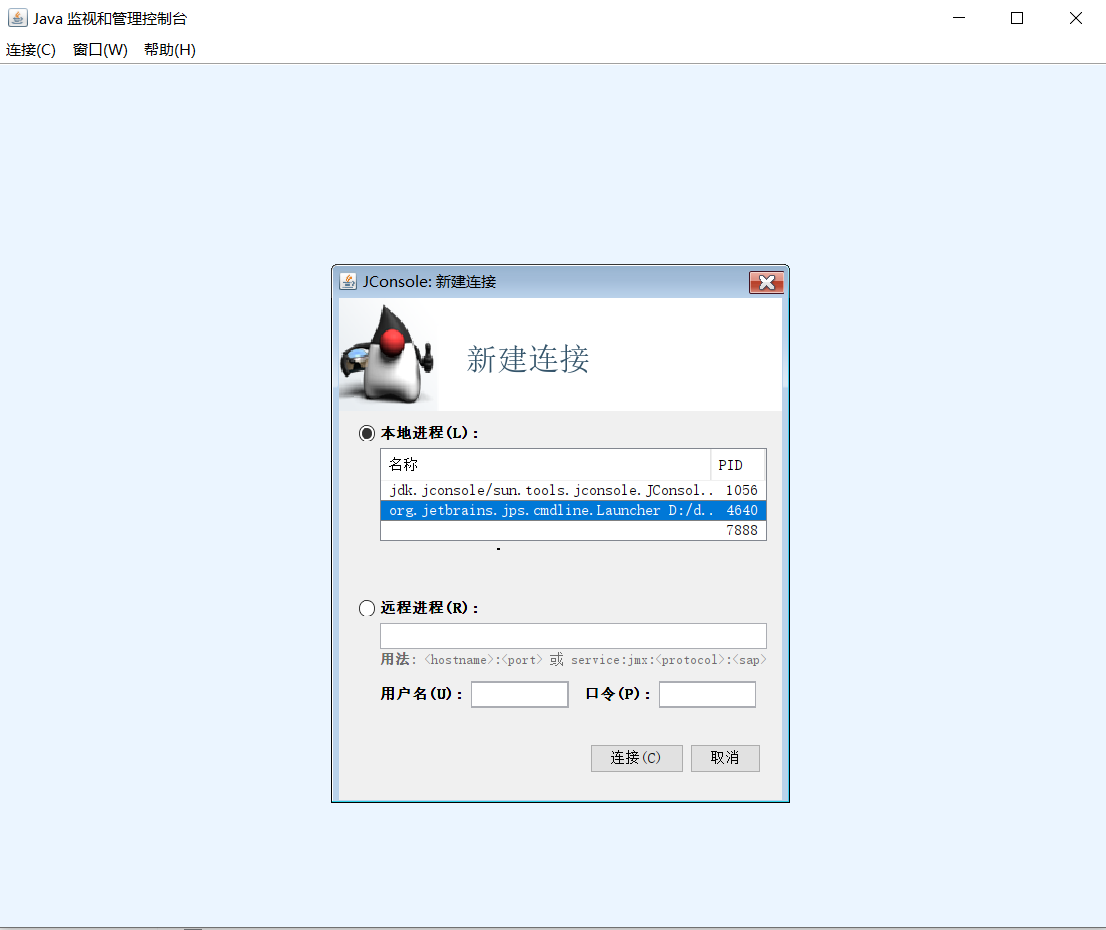 Java 监视和管理控制台
连接(C) 窗口(W) 帮助(H)
JConsole: 新建连接
新建连接
本地进程(L):
名称 PID
jdk.jconsole/sun.tools.jconsole.JConsol.. 1056
org.jetbrains.jps.cmdline.Launcher D:/d.. 4640
7888
远程进程(R):
用法: <hostname>:<port> 或 service:jmx:<protocol>:<sap>
用户名(U): 口令(P):
连接(C) 取消